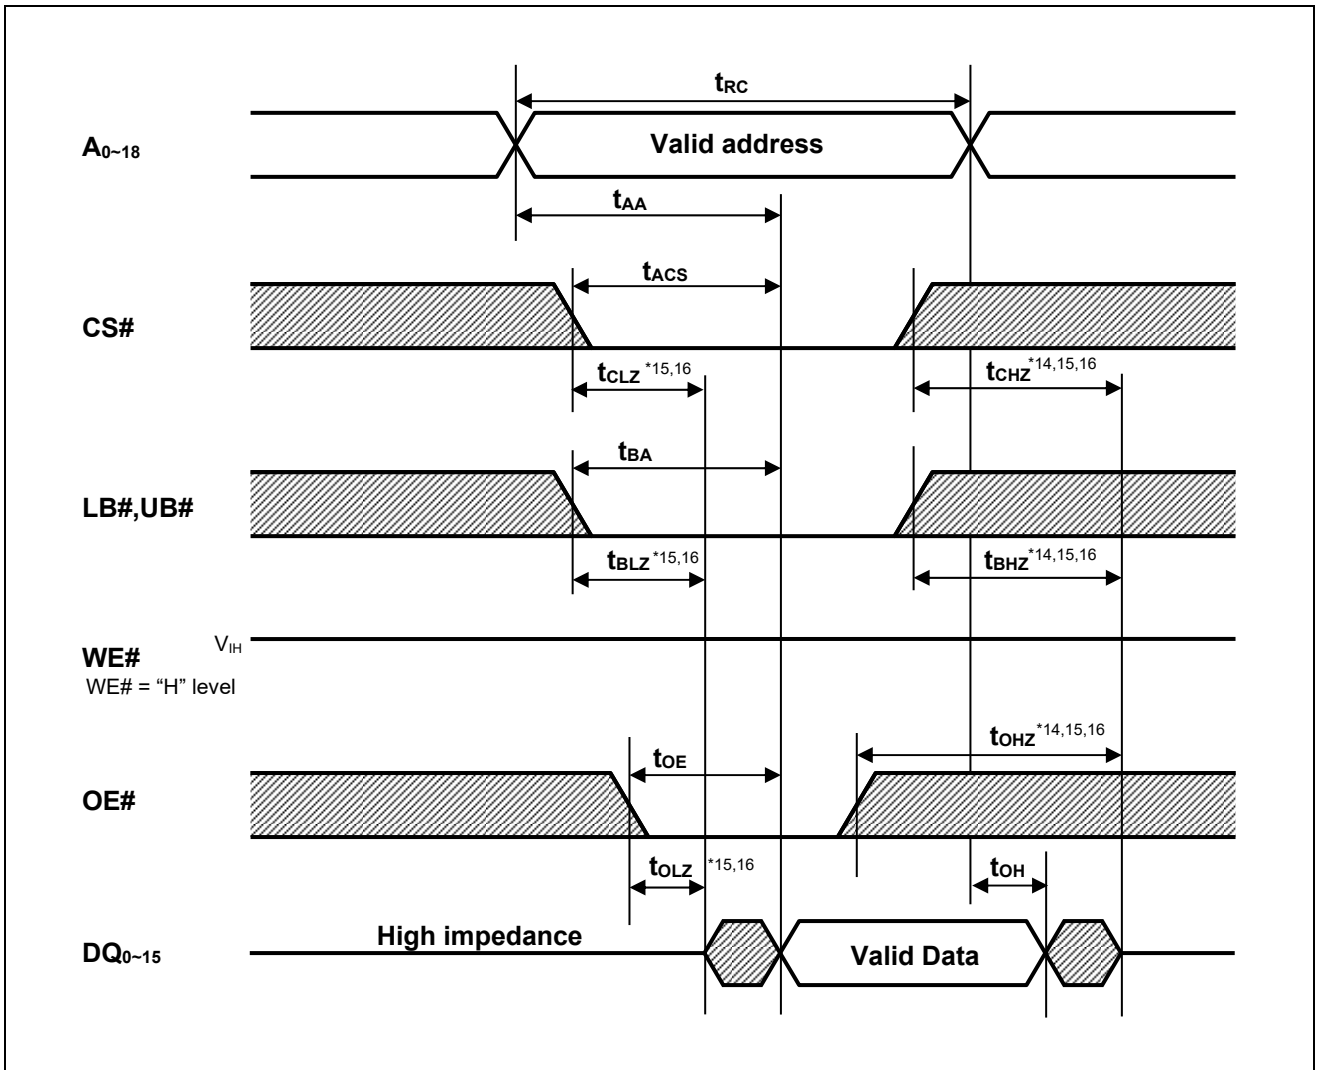 tRC
A0~18
Valid address
tAA
tACS
CS#
tCLZ *15,16
tCHZ*14,15,16
tBA
LB#,UB#
tBLZ*15,16
tBHZ*14,15,16
VIH
WE#
WE# = “H” level
tOHZ*14,15,16
tOE
OE#
tOLZ *15,16
tOH
High impedance
DQ0~15
Valid Data